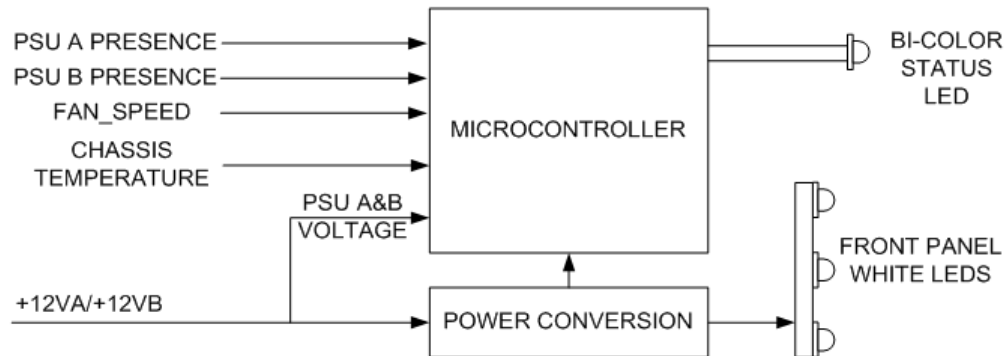 PSU A PRESENCE
PSU B PRESENCE
FAN_SPEED
CHASSIS
TEMPERATURE
PSU A&B
VOLTAGE
+12VA/+12VB
MICROCONTROLLER
POWER CONVERSION
BI-COLOR
STATUS
LED
FRONT PANEL
WHITE LEDS